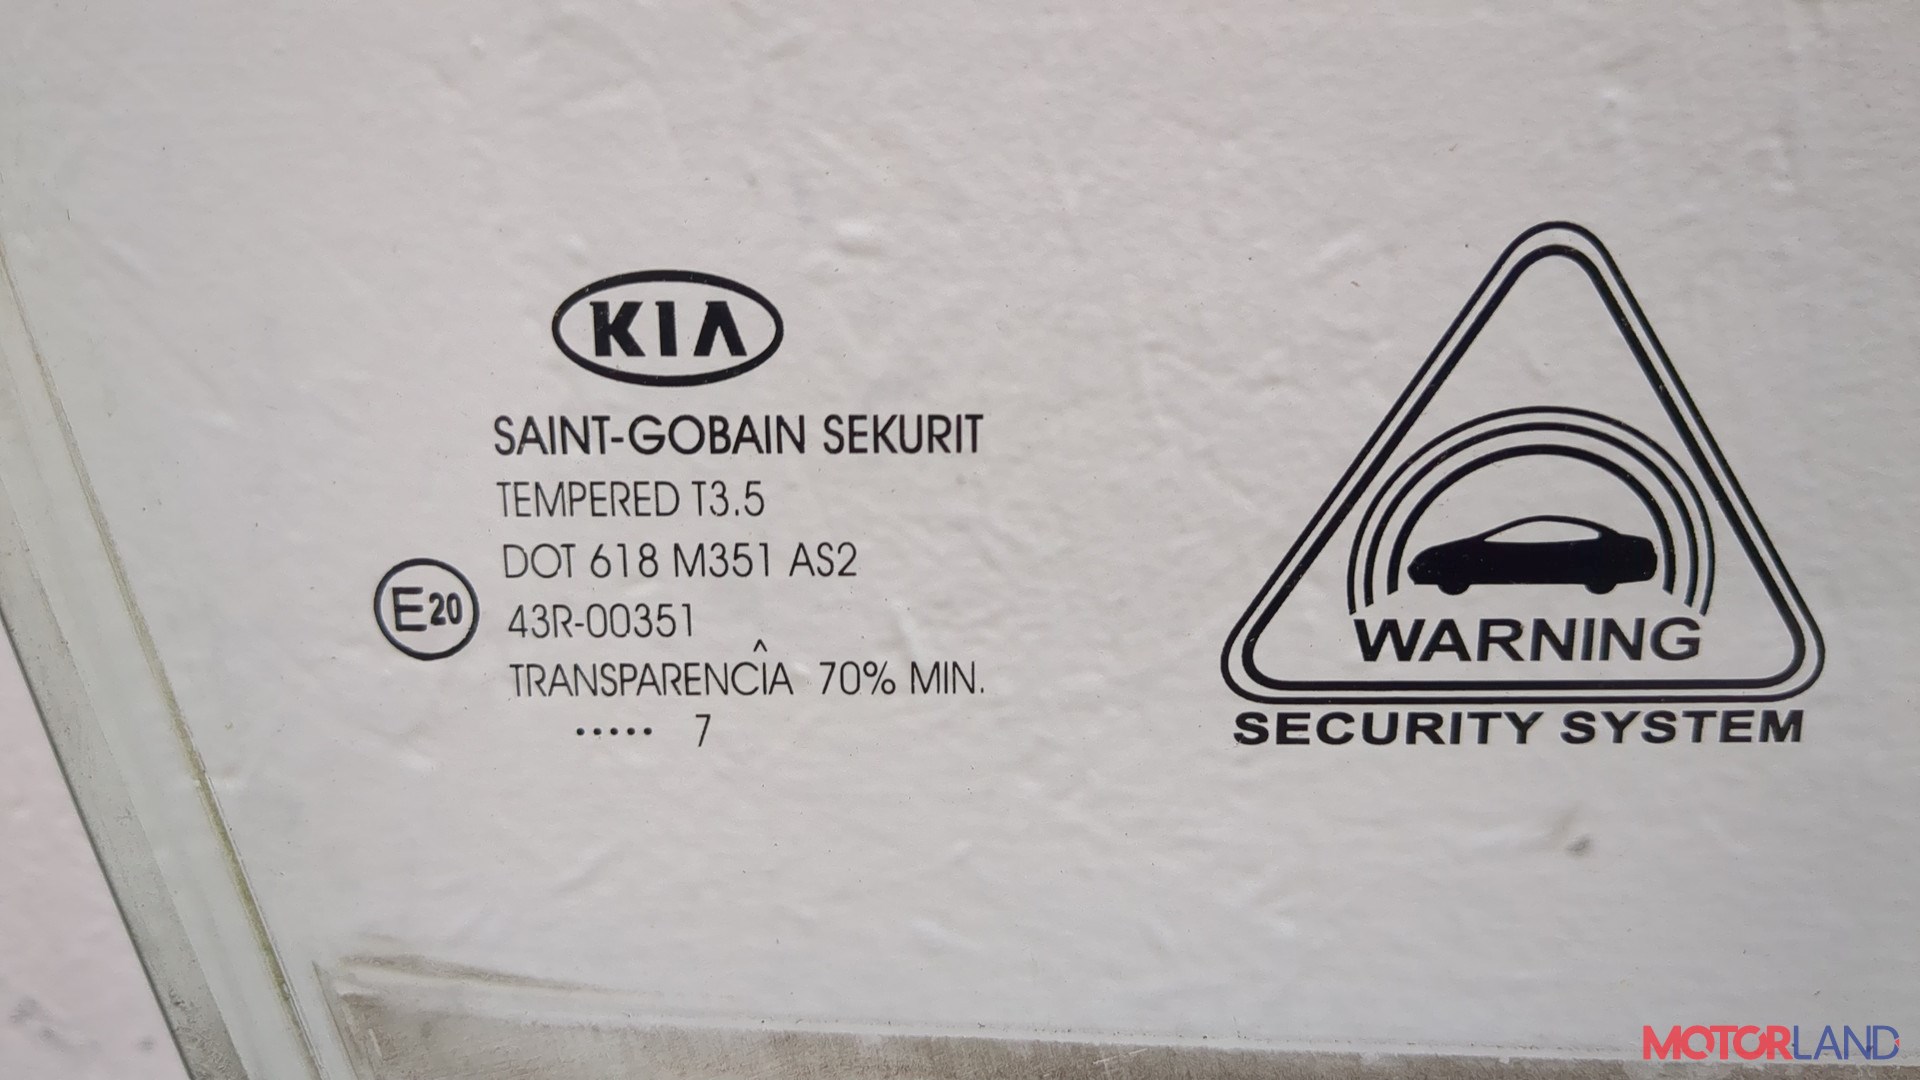 KIA
SAINT-GOBAIN SEKURIT
TEMPERED T3.5
DOT 618 M351 AS2
E20
43R-00351
TRANSPARENCÎA 70% MIN.
..... 7
WARNING
SECURITY SYSTEM
MOTORLAND